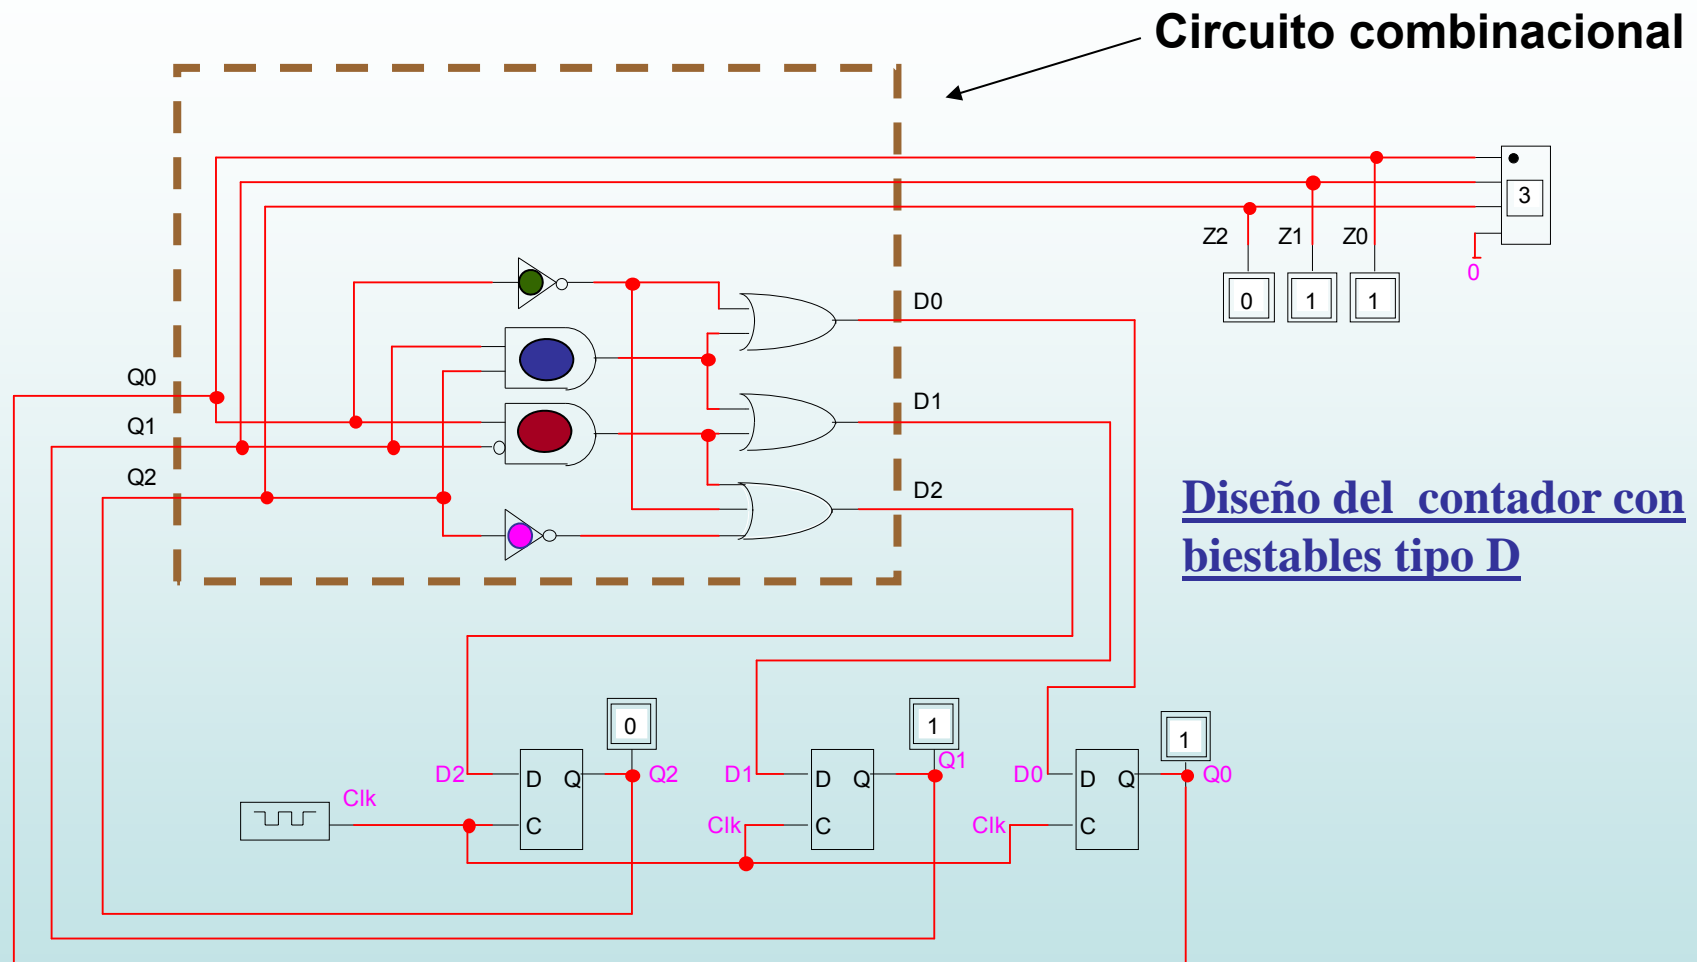 Circuito combinacional
3
Z2 Z1 Z0
0
0 1 1
D0
Q0
D1
Q1
Q2
D2
Diseño del contador con
biestables tipo D
0
1
1
D2 D Q Q2
D1 D Q Q1
D0 D Q Q0
Clk
C
Clk C
Clk C